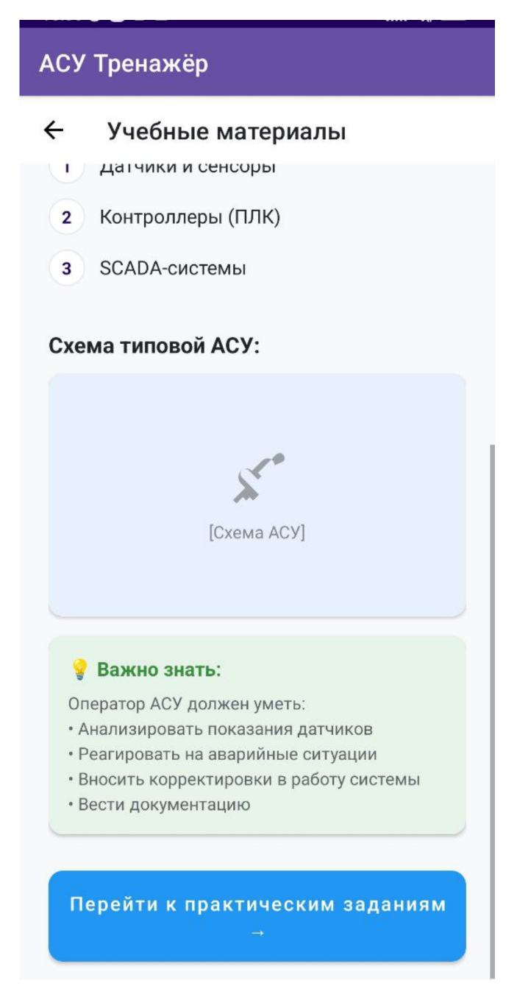 АСУ Тренажёр
← Учебные материалы
1 Датчики и сенсоры
2 Контроллеры (ПЛК)
3 SCADA-системы
Схема типовой АСУ:
[Схема АСУ]
💡 Важно знать:
Оператор АСУ должен уметь:
• Анализировать показания датчиков
• Реагировать на аварийные ситуации
• Вносить корректировки в работу системы
• Вести документацию
Перейти к практическим заданиям
→